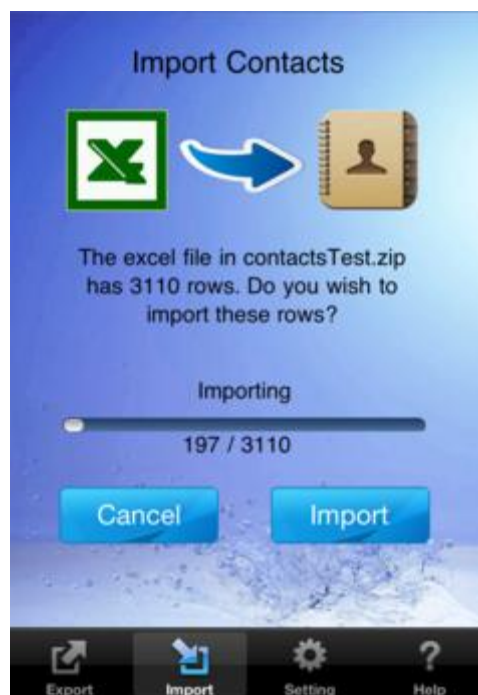 Import Contacts
The excel file in contactsTest.zip
has 3110 rows. Do you wish to
import these rows?
Importing
197 / 3110
Cancel Import
Export Import Setting Help